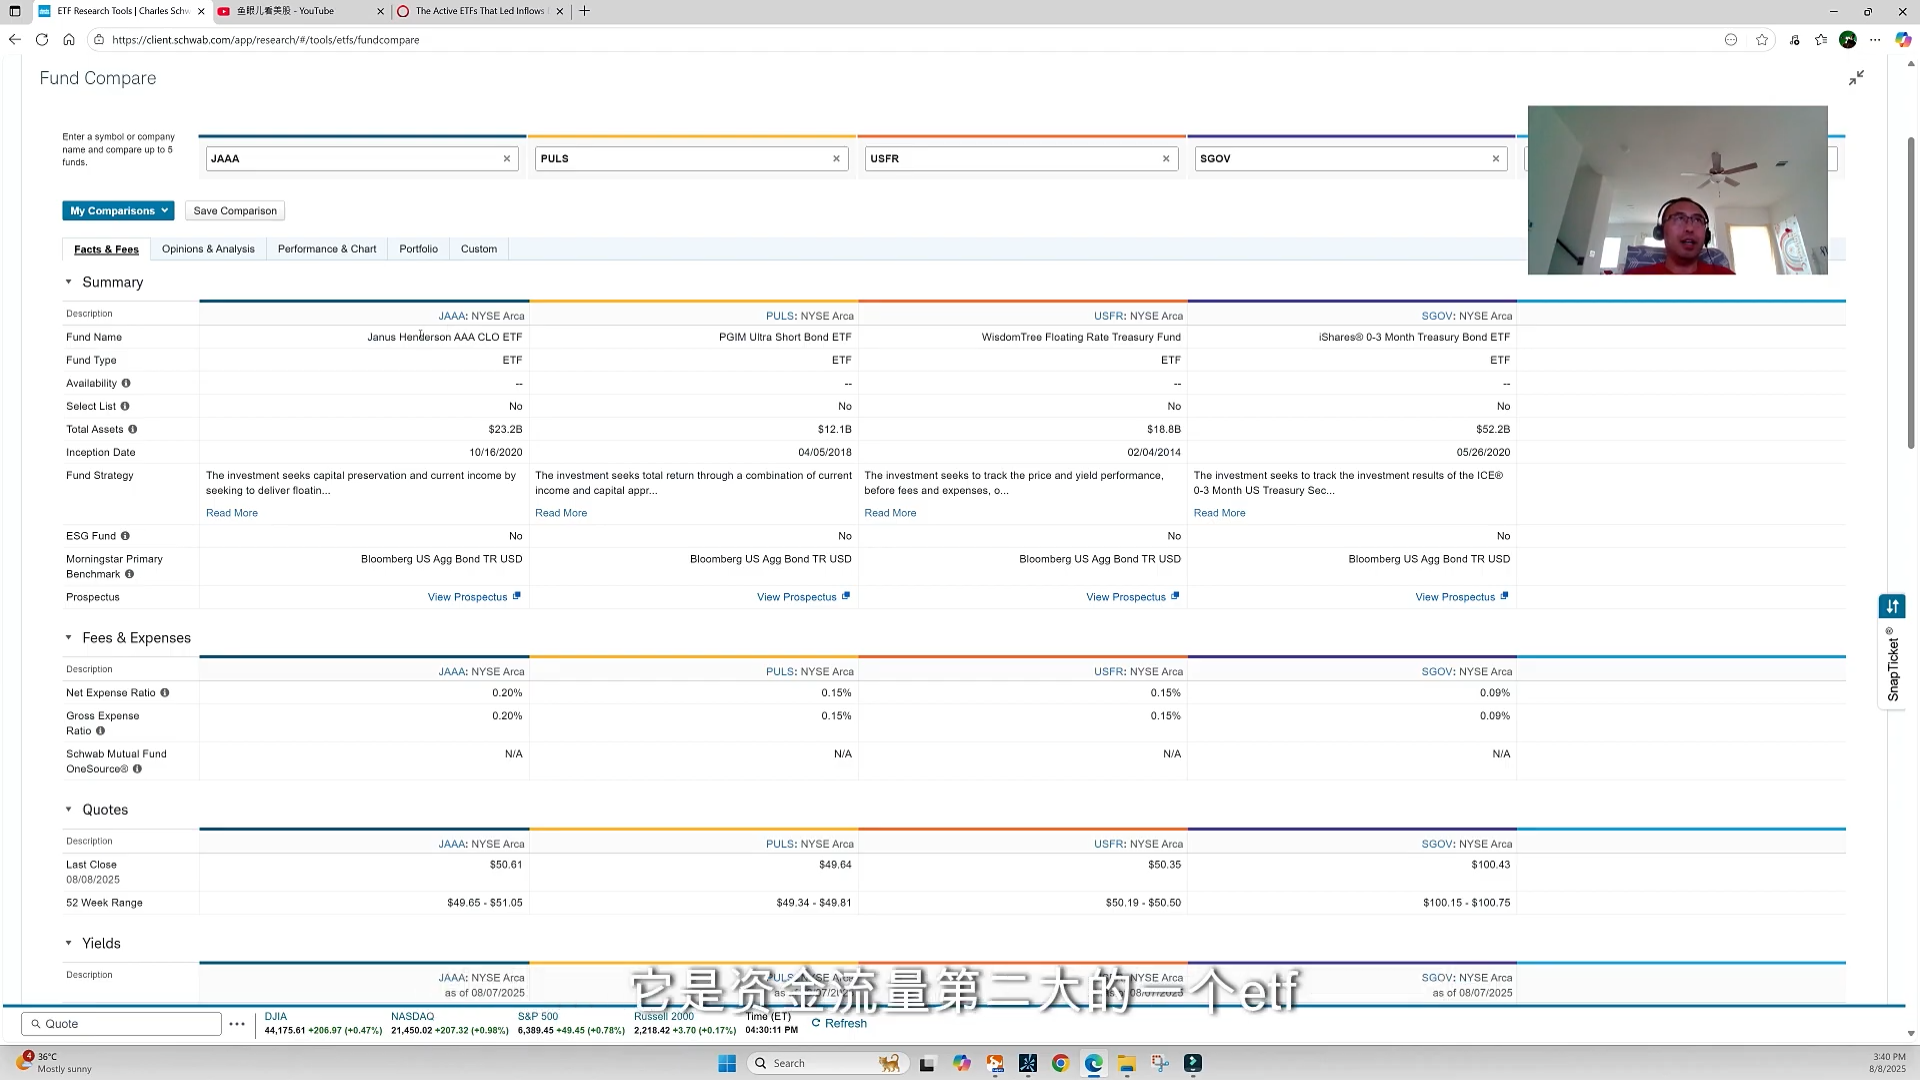 ETF Research Tools | Charles Schw
鱼眼儿看美股 - YouTube
The Active ETFs That Led Inflows
https://client.schwab.com/app/research/#/tools/etfs/fundcompare
Fund Compare
Enter a symbol or company
name and compare up to 5
funds.
JAAA
PULS
USFR
SGOV
My Comparisons
Save Comparison
Facts & Fees
Opinions & Analysis
Performance & Chart
Portfolio
Custom
Summary
Description JAAA: NYSE Arca PULS: NYSE Arca USFR: NYSE Arca SGOV: NYSE Arca
Fund Name Janus Henderson AAA CLO ETF PGIM Ultra Short Bond ETF WisdomTree Floating Rate Treasury Fund iShares® 0-3 Month Treasury Bond ETF
Fund Type ETF ETF ETF ETF
Availability -- -- -- --
Select List No No No No
Total Assets $23.2B $12.1B $18.8B $52.2B
Inception Date 10/16/2020 04/05/2018 02/04/2014 05/26/2020
Fund Strategy The investment seeks capital preservation and current income by The investment seeks total return through a combination of current The investment seeks to track the price and yield performance, The investment seeks to track the investment results of the ICE®
seeking to deliver floatin... income and capital appr... before fees and expenses, o... 0-3 Month US Treasury Sec...
Read More Read More Read More Read More
ESG Fund No No No No
Morningstar Primary Bloomberg US Agg Bond TR USD Bloomberg US Agg Bond TR USD Bloomberg US Agg Bond TR USD Bloomberg US Agg Bond TR USD
Benchmark
Prospectus View Prospectus View Prospectus View Prospectus View Prospectus
Fees & Expenses
Description JAAA: NYSE Arca PULS: NYSE Arca USFR: NYSE Arca SGOV: NYSE Arca
Net Expense Ratio 0.20% 0.15% 0.15% 0.09%
Gross Expense 0.20% 0.15% 0.15% 0.09%
Ratio
Schwab Mutual Fund N/A N/A N/A N/A
OneSource®
Quotes
Description JAAA: NYSE Arca PULS: NYSE Arca USFR: NYSE Arca SGOV: NYSE Arca
Last Close $50.61 $49.64 $50.35 $100.43
08/08/2025
52 Week Range $49.65 - $51.05 $49.34 - $49.81 $50.19 - $50.50 $100.15 - $100.75
Yields
Description JAAA: NYSE Arca PULS: NYSE Arca SGOV: NYSE Arca
as of 08/07/2025 as of 08/07/2025
SnapTicket®
它是资金流量第二大的一个etf
Quote
DJIA NASDAQ S&P 500 Russell 2000 Time (ET)
44,175.61 +206.97 (+0.47%) 21,450.02 +207.32 (+0.98%) 6,389.45 +49.45 (+0.78%) 2,218.42 +3.70 (+0.17%) 04:30:11 PM
Refresh
4
36°C
Mostly sunny
Search
3:40 PM
8/8/2025